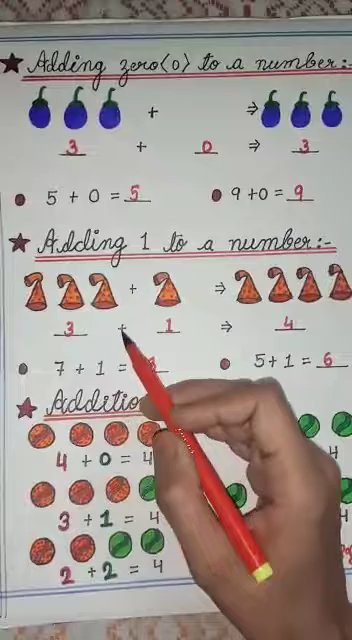 Adding zero (0) to a number:-
+ ⇒
3 + 0 ⇒ 3
5 + 0 = 5 9 + 0 = 9
Adding 1 to a number:-
+ ⇒
3 + 1 ⇒ 4
7 + 1 = 5 + 1 = 6
4 + 0 = 4 4
3 + 1 = 4
2 + 2 = 4